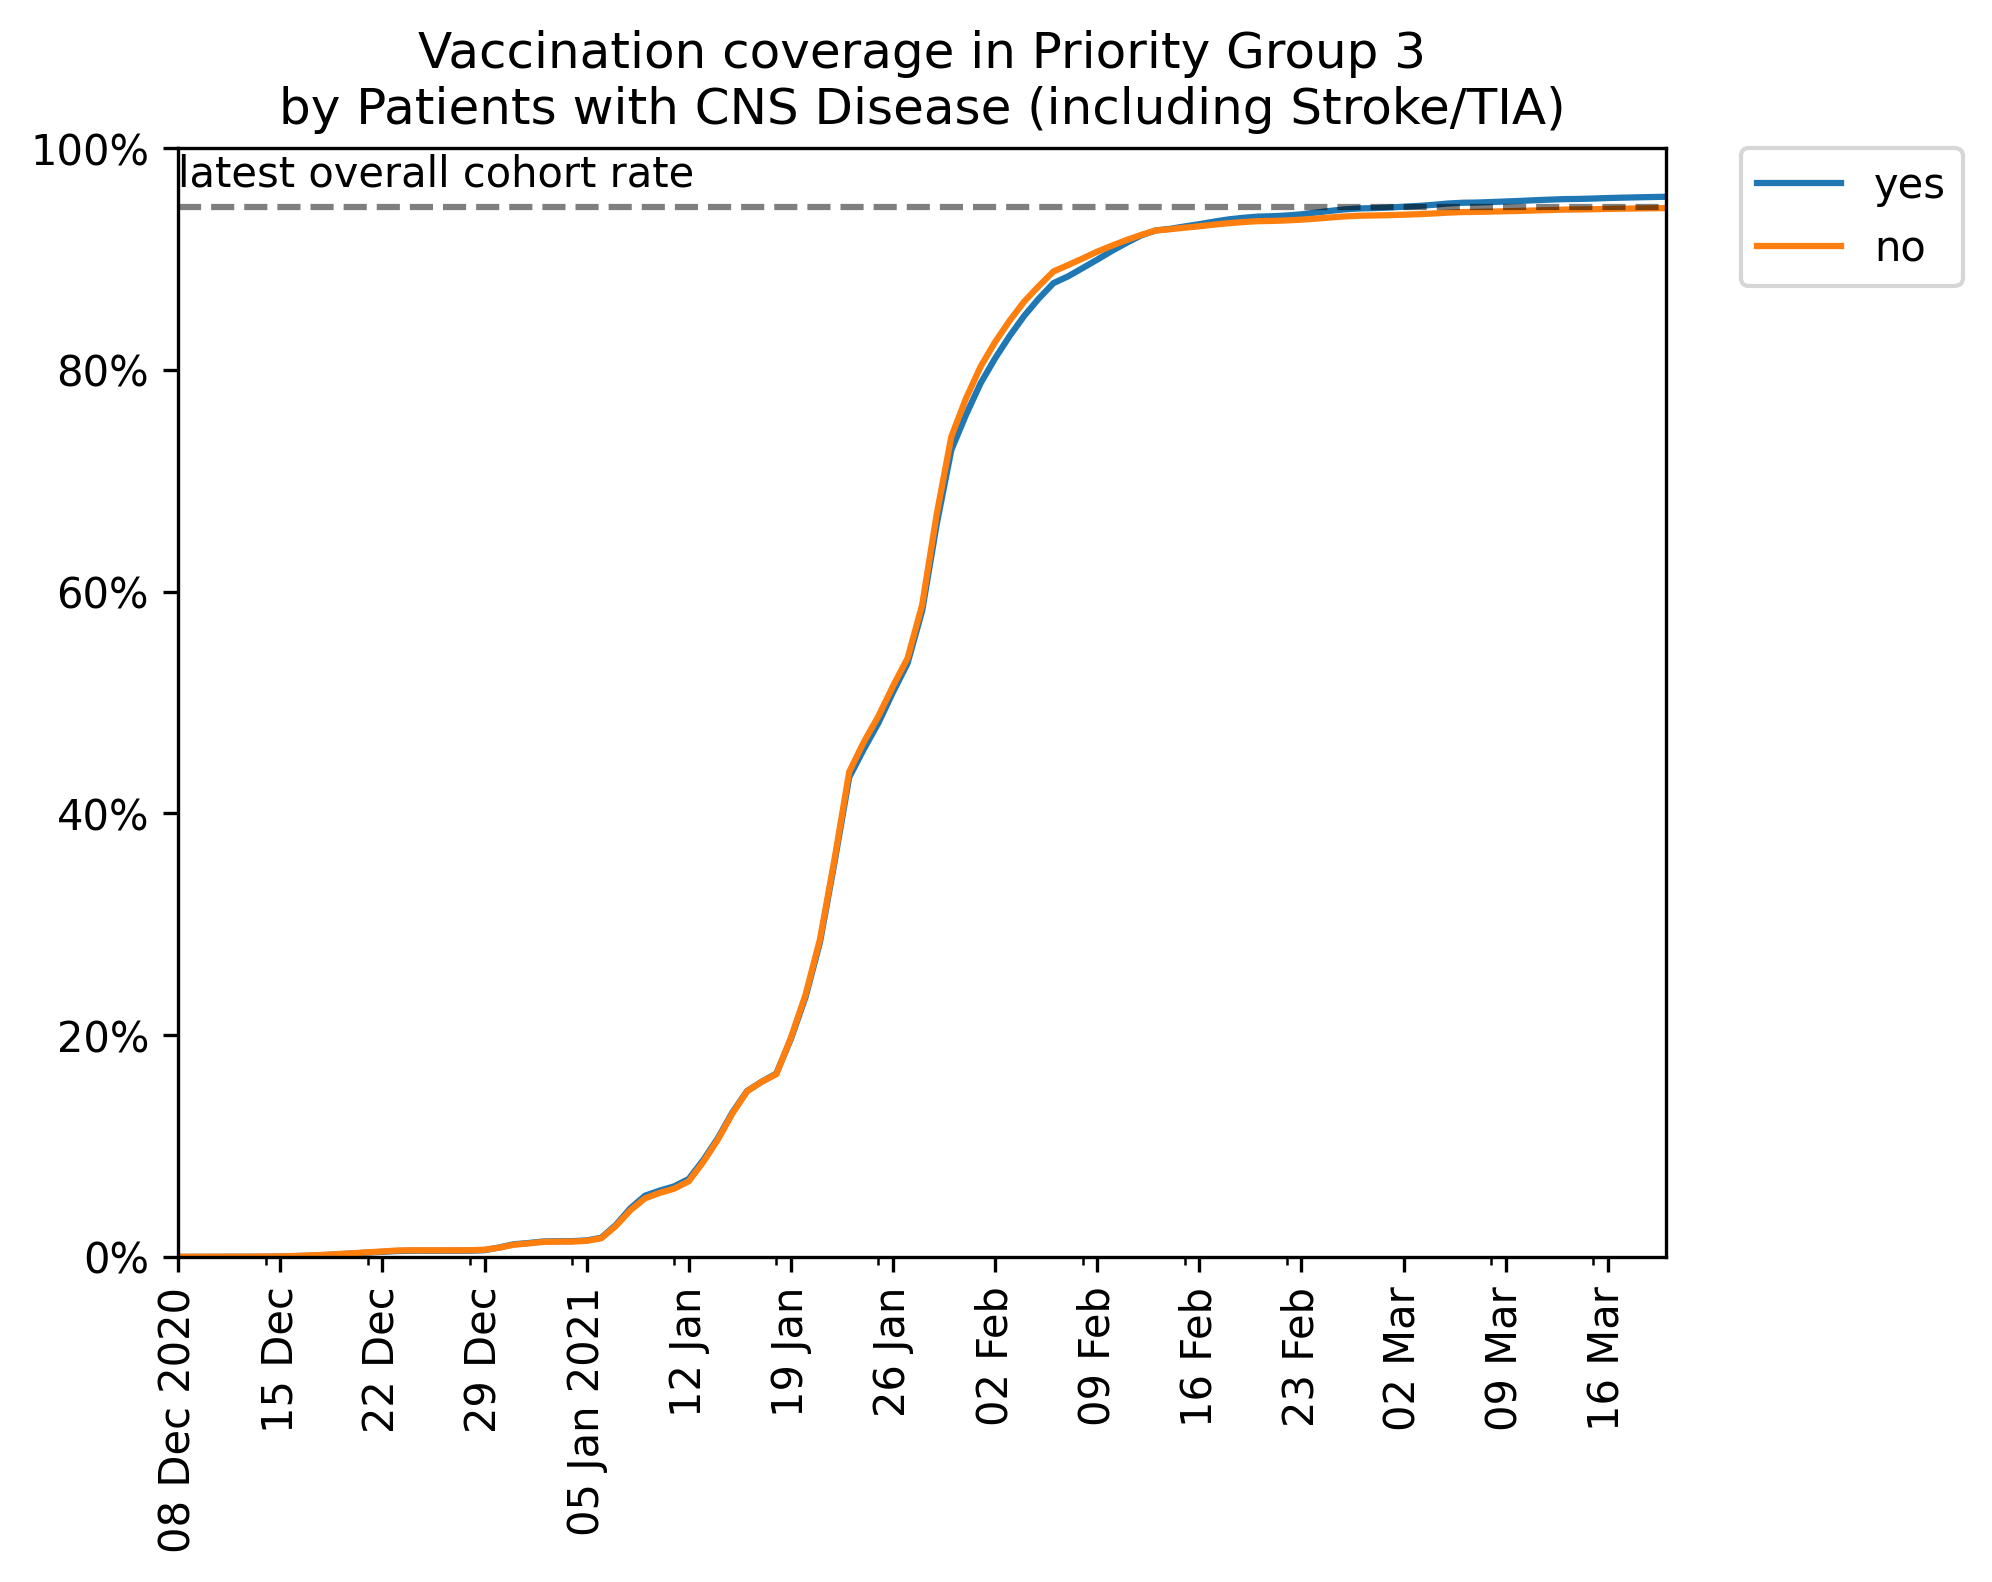 Vaccination coverage in Priority Group 3
by Patients with CNS Disease (including Stroke/TIA)
100%
latest overall cohort rate
yes
no
80%
60%
40%
20%
0%
08 Dec 2020
15 Dec
22 Dec
29 Dec
05 Jan 2021
12 Jan
19 Jan
26 Jan
02 Feb
09 Feb
16 Feb
23 Feb
02 Mar
09 Mar
16 Mar